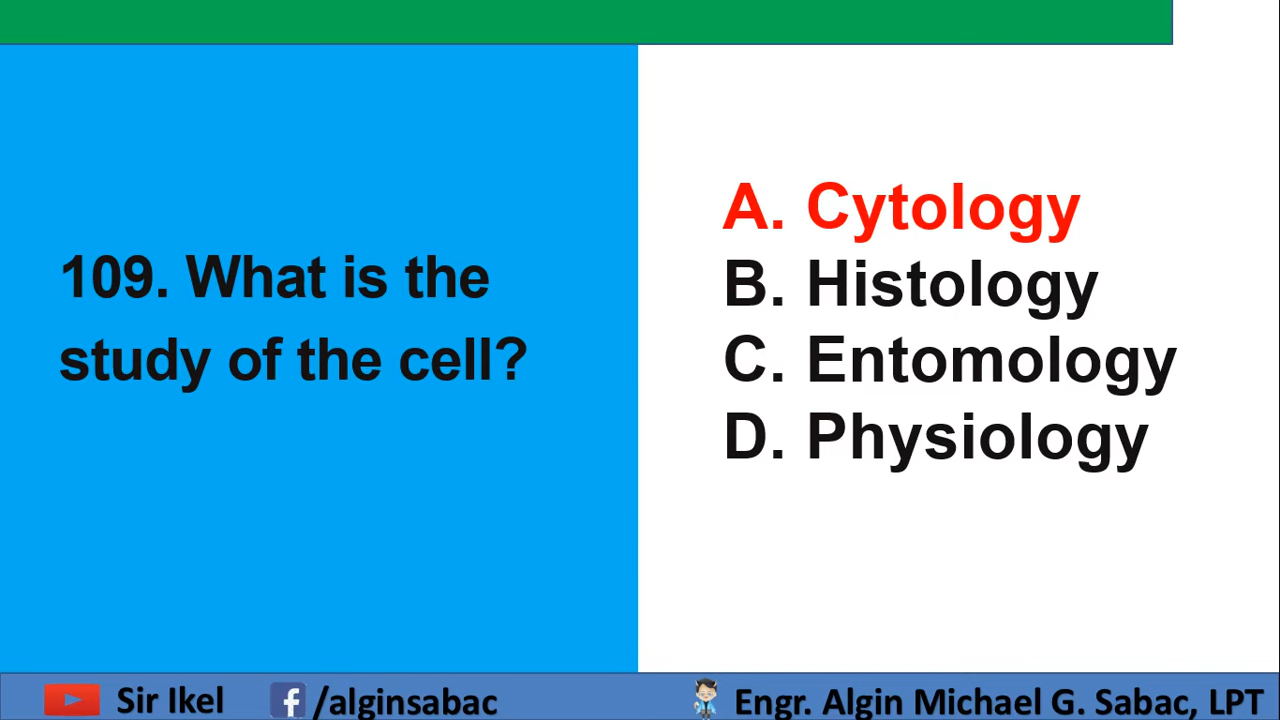 109. What is the
study of the cell?
A. Cytology
B. Histology
C. Entomology
D. Physiology
Sir Ikel
/alginsabac
Engr. Algin Michael G. Sabac, LPT